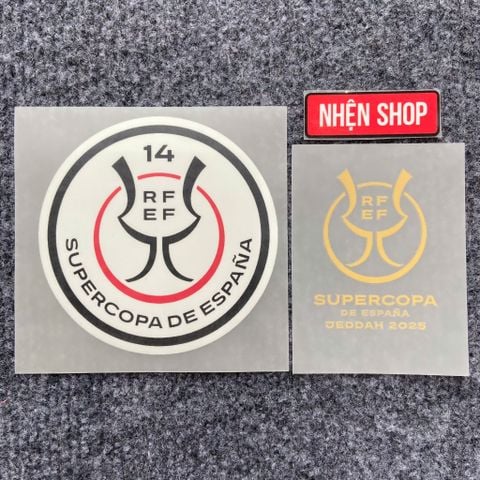 NHỆN SHOP
14
RF
EF
SUPERCOPA DE ESPAÑA
RF
EF
SUPERCOPA
DE ESPAÑA
JEDDAH 2025